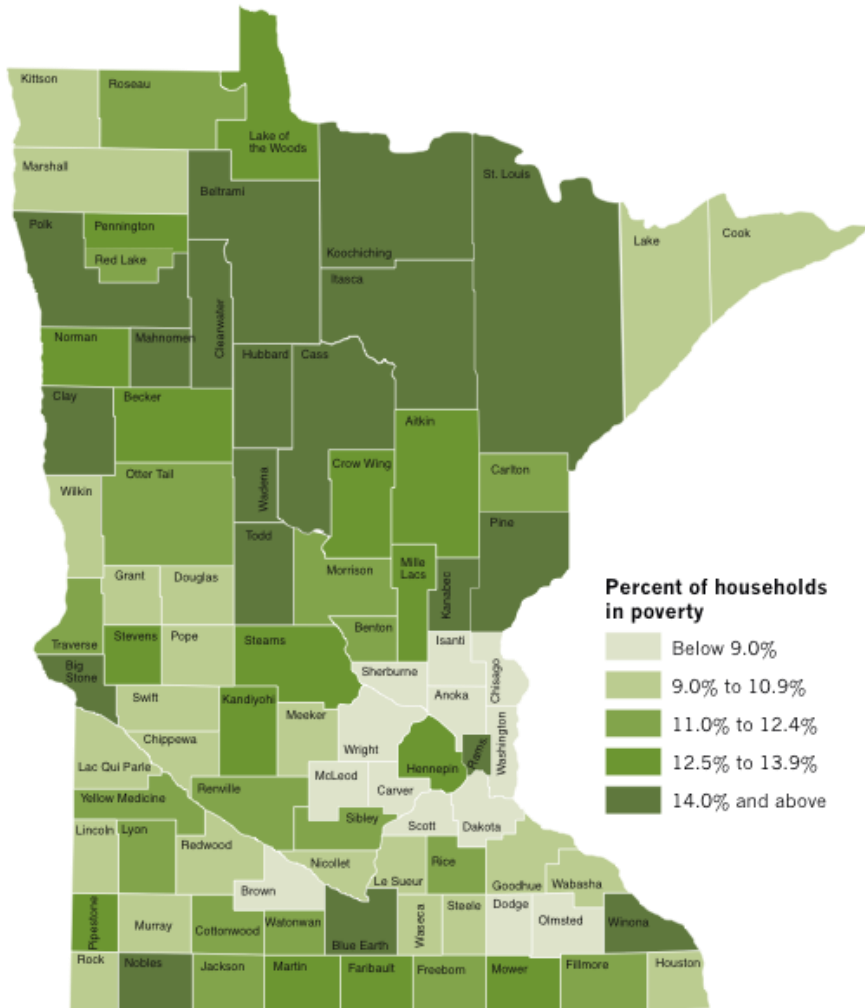 Kittson
Roseau
Lake of
the Woods
Marshall
Beltrami
St. Louis
Polk
Pennington
Koochiching
Lake
Cook
Red Lake
Itasca
Clearwater
Norman
Mahnomen
Hubbard
Cass
Clay
Becker
Aitkin
Otter Tail
Crow Wing
Carlton
Wilkin
Wadena
Pine
Todd
Morrison
Mille
Lacs
Kanabec
Grant
Douglas
Percent of households
in poverty
Traverse
Stevens
Pope
Stearns
Benton
Isanti
Below 9.0%
Big
Stone
Sherburne
Chisago
9.0% to 10.9%
Swift
Kandiyohi
Meeker
Anoka
11.0% to 12.4%
Chippewa
Wright
Washington
12.5% to 13.9%
Lac Qui Parle
Hennepin
Rams.
McLeod
Carver
14.0% and above
Yellow Medicine
Renville
Sibley
Scott
Dakota
Lincoln
Lyon
Redwood
Nicollet
Le Sueur
Rice
Goodhue
Wabasha
Brown
Pipestone
Murray
Cottonwood
Watonwan
Blue Earth
Waseca
Steele
Dodge
Olmsted
Winona
Rock
Nobles
Jackson
Martin
Faribault
Freeborn
Mower
Fillmore
Houston